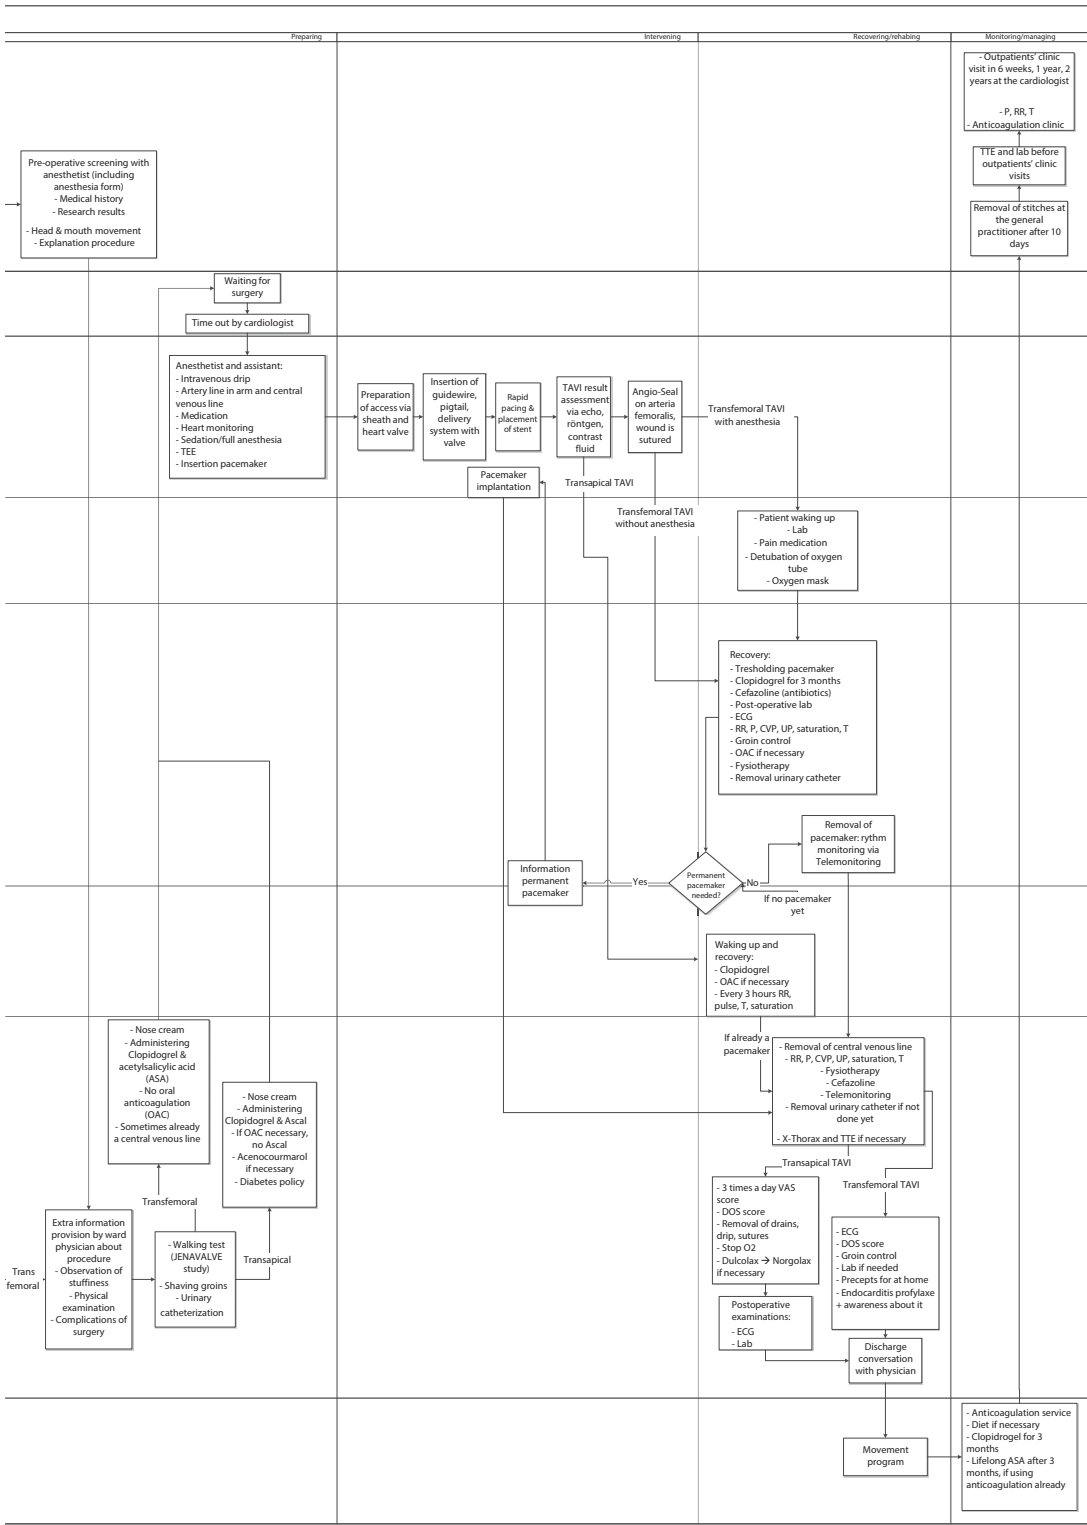 Preparing
Intervening
Recovering/rehabing
Monitoring/managing
- Outpatients' clinic
visit in 6 weeks, 1 year, 2
years at the cardiologist
- P, RR, T
- Anticoagulation clinic
TTE and lab before
outpatients' clinic
visits
Removal of stitches at
the general
practitioner after 10
days
Pre-operative screening with
anesthetist (including
anesthesia form)
- Medical history
- Research results
- Head & mouth movement
- Explanation procedure
Waiting for
surgery
Time out by cardiologist
Anesthetist and assistant:
- Intravenous drip
- Artery line in arm and central
venous line
- Medication
- Heart monitoring
- Sedation/full anesthesia
- TEE
- Insertion pacemaker
Preparation
of access via
sheath and
heart valve
Insertion of
guidewire,
pigtail,
delivery
system with
valve
Rapid
pacing &
placement
of stent
TAVI result
assessment
via echo,
röntgen,
contrast
fluid
Angio-Seal
on arteria
femoralis,
wound is
sutured
Transfemoral TAVI
with anesthesia
Pacemaker
implantation
Transapical TAVI
Transfemoral TAVI
without anesthesia
- Patient waking up
- Lab
- Pain medication
- Detubation of oxygen
tube
- Oxygen mask
Recovery:
- Tresholding pacemaker
- Clopidogrel for 3 months
- Cefazoline (antibiotics)
- Post-operative lab
- ECG
- RR, P, CVP, UP, saturation, T
- Groin control
- OAC if necessary
- Fysiotherapy
- Removal urinary catheter
Removal of
pacemaker: rythm
monitoring via
Telemonitoring
Information
permanent
pacemaker
Yes
Permanent
pacemaker
needed?
No
If no pacemaker
yet
Waking up and
recovery:
- Clopidogrel
- OAC if necessary
- Every 3 hours RR,
pulse, T, saturation
If already a
pacemaker
- Removal of central venous line
- RR, P, CVP, UP, saturation, T
- Fysiotherapy
- Cefazoline
- Telemonitoring
- Removal urinary catheter if not
done yet
- X-Thorax and TTE if necessary
- Nose cream
- Administering
Clopidogrel &
acetylsalicylic acid
(ASA)
- No oral
anticoagulation
(OAC)
- Sometimes already
a central venous line
- Nose cream
- Administering
Clopidogrel & Ascal
- If OAC necessary,
no Ascal
- Acenocourmarol
if necessary
- Diabetes policy
Transapical TAVI
Transfemoral TAVI
- 3 times a day VAS
score
- DOS score
- Removal of drains,
drip, sutures
- Stop O2
- Dulcolax → Norgolax
if necessary
- ECG
- DOS score
- Groin control
- Lab if needed
- Precepts for at home
- Endocarditis profylaxe
+ awareness about it
Transfemoral
Trans
femoral
Extra information
provision by ward
physician about
procedure
- Observation of
stuffiness
- Physical
examination
- Complications of
surgery
- Walking test
(JENAVALVE
study)
- Shaving groins
- Urinary
catheterization
Transapical
Postoperative
examinations:
- ECG
- Lab
Discharge
conversation
with physician
Movement
program
- Anticoagulation service
- Diet if necessary
- Clopidrogel for 3
months
- Lifelong ASA after 3
months, if using
anticoagulation already